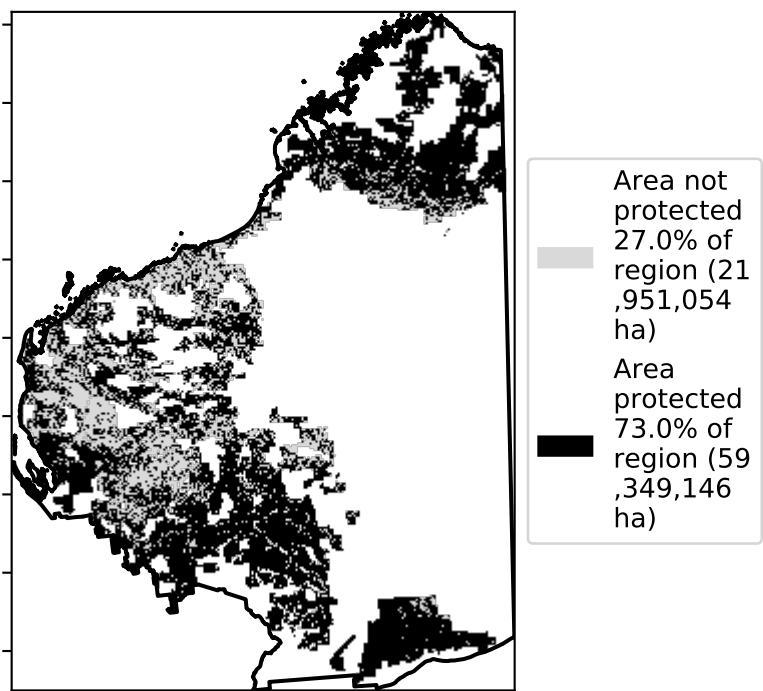 Area not
protected
27.0% of
region (21
,951,054
ha)
Area
protected
73.0% of
region (59
,349,146
ha)